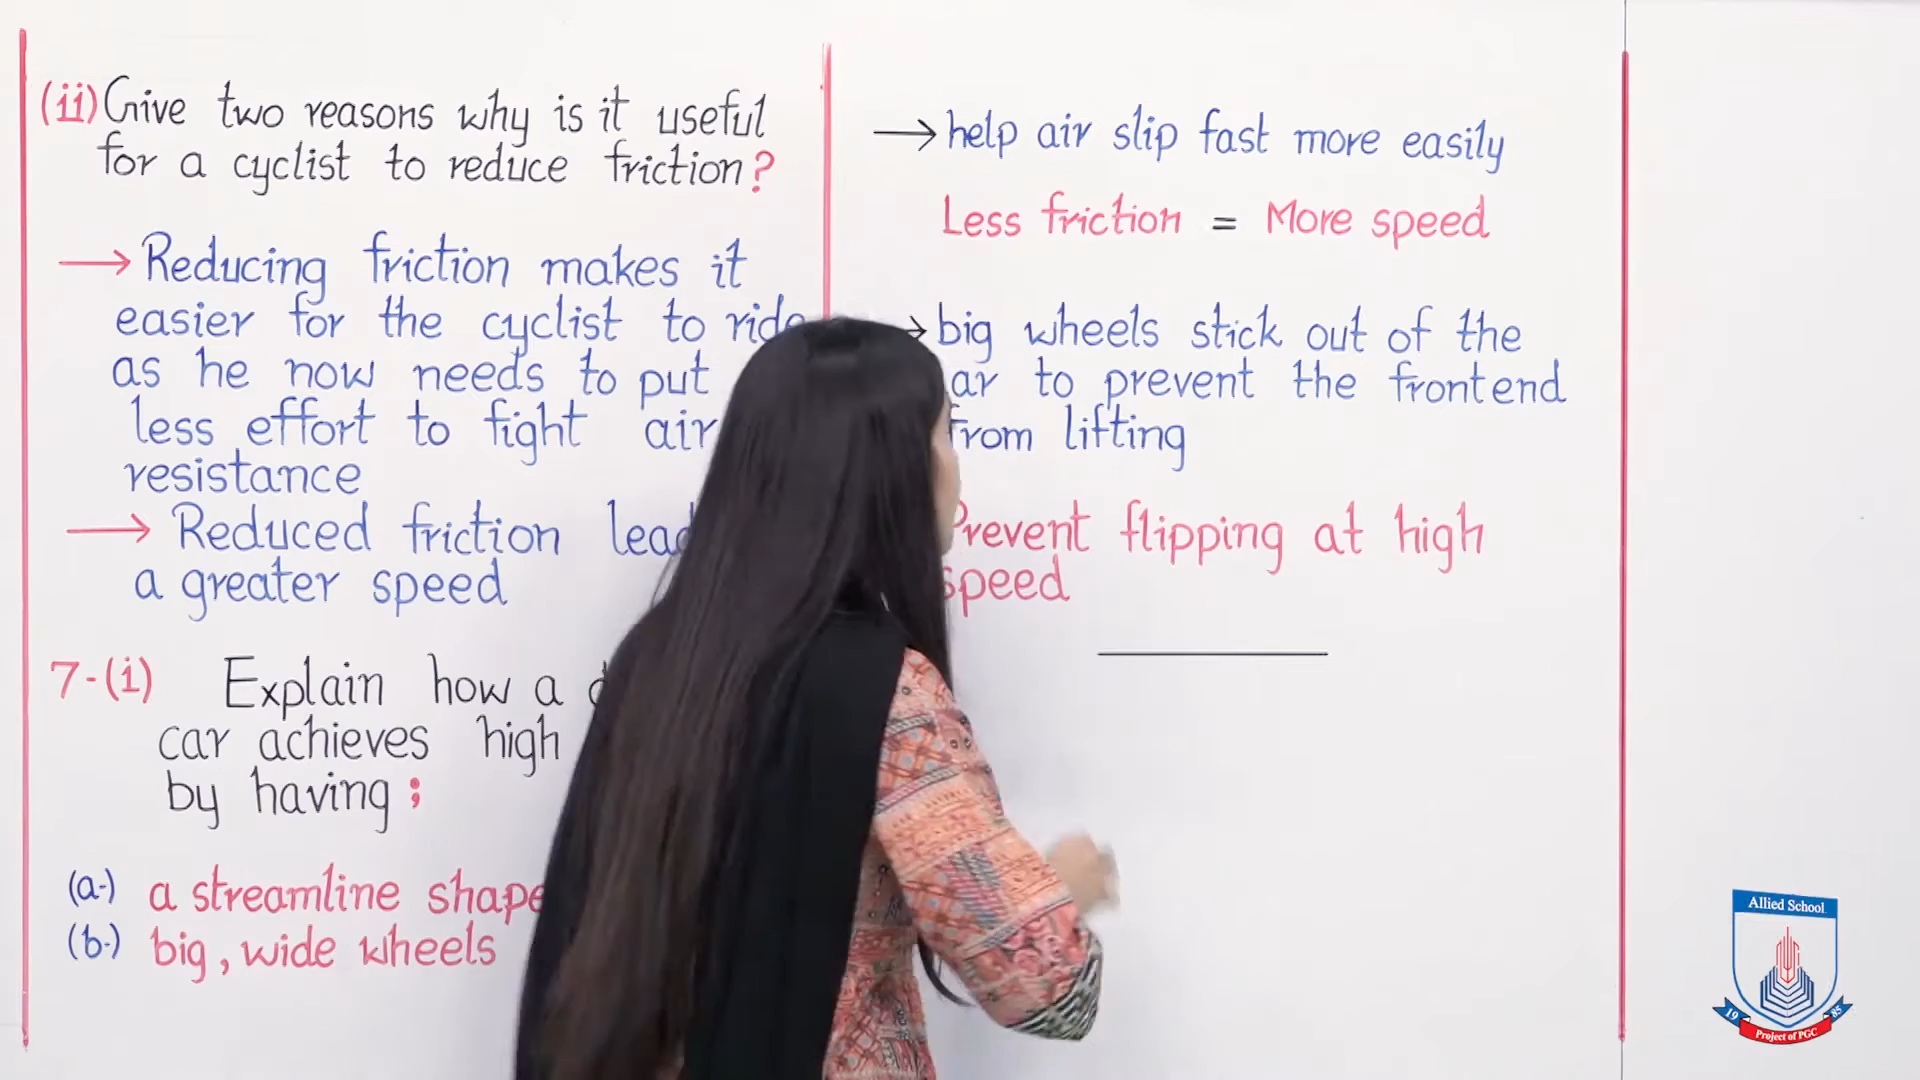 (ii) Give two reasons why is it useful
for a cyclist to reduce friction?
→ Reducing friction makes it
easier for the cyclist to ride
as he now needs to put
less effort to fight air
resistance
→ Reduced friction
a greater speed
7-(i) Explain how a
car achieves high
by having;
(a-) a streamline shape
(b-) big, wide wheels
→ help air slip fast more easily
Less friction = More speed
→ big wheels stick out of the
to prevent the frontend
from lifting
Prevent flipping at high
speed
Allied School
19 85
Project of PGC